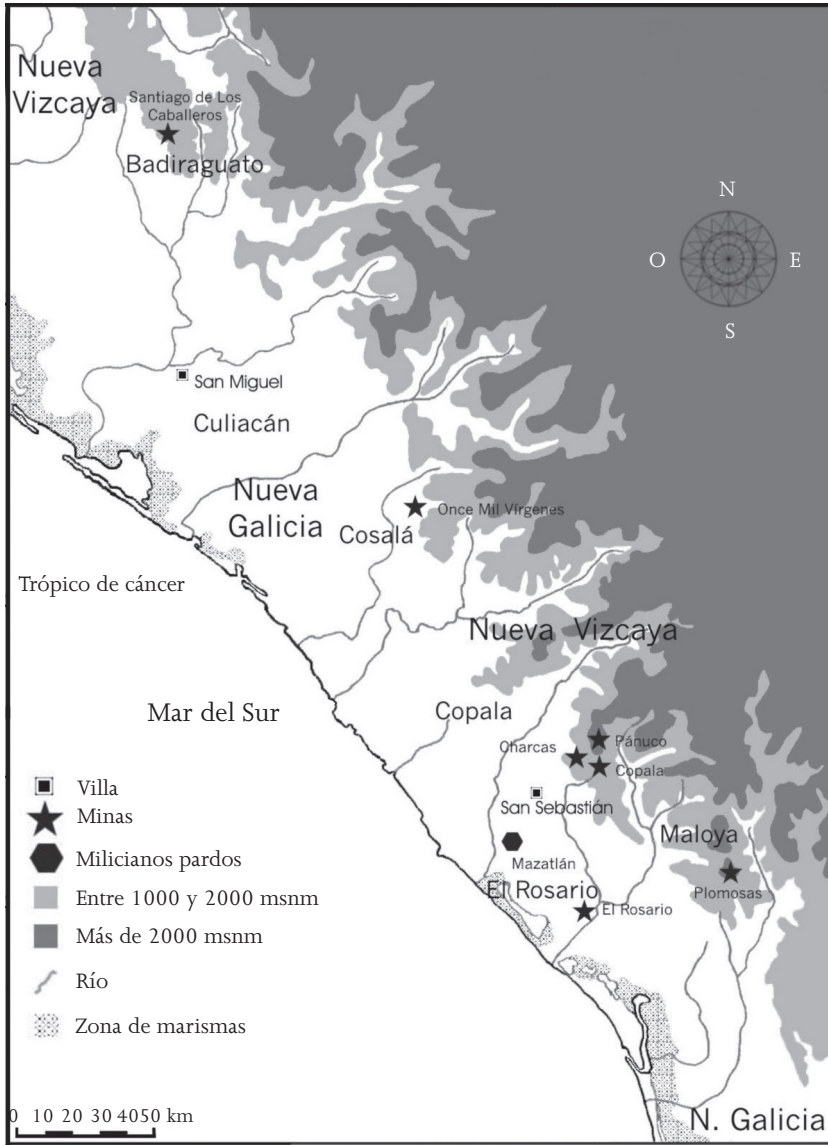 Nueva
Vizcaya
Santiago de Los
Caballeros
Badiraguato
N
O
E
S
San Miguel
Culiacán
Nueva
Galicia
Once Mil Vírgenes
Cosalá
Trópico de cáncer
Nueva Vizcaya
Mar del Sur
Copala
Charcas
Pánuco
Copala
San Sebastián
Maloya
Mazatlán
Plomosas
El Rosario
El Rosario
Villa
Minas
Milicianos pardos
Entre 1000 y 2000 msnm
Más de 2000 msnm
Río
Zona de marismas
0 10 20 30 40 50 km
N. Galicia